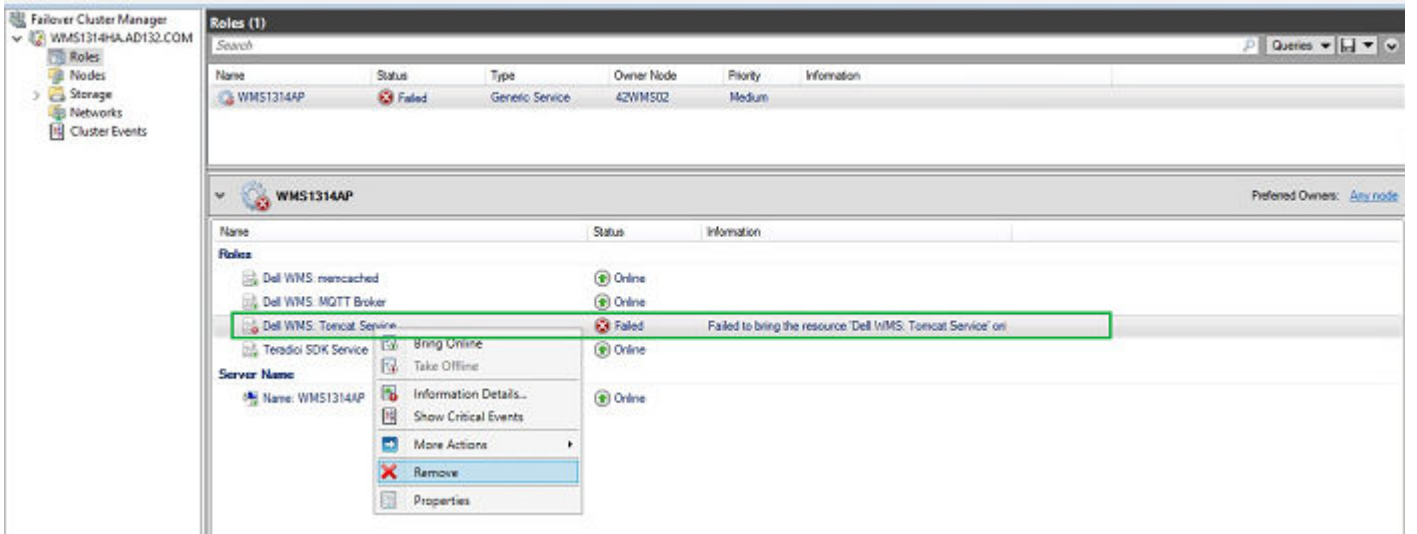 Failover Cluster Manager
WMS1314HA.AD132.COM
Roles
Nodes
Storage
Networks
Cluster Events
Roles (1)
Search
Queries
Name Status Type Owner Node Priority Information
WMS1314AP Failed Generic Service 42WMS02 Medium
WMS1314AP Preferred Owners: Any node
Name Status Information
Roles
Dell WMS: memcached Online
Dell WMS: MQTT Broker Online
Dell WMS: Tomcat Service Failed Failed to bring the resource 'Dell WMS: Tomcat Service' onl
Teradici SDK Service Online
Server Name
Name: WMS1314AP Online
Bring Online
Take Offline
Information Details...
Show Critical Events
More Actions
Remove
Properties